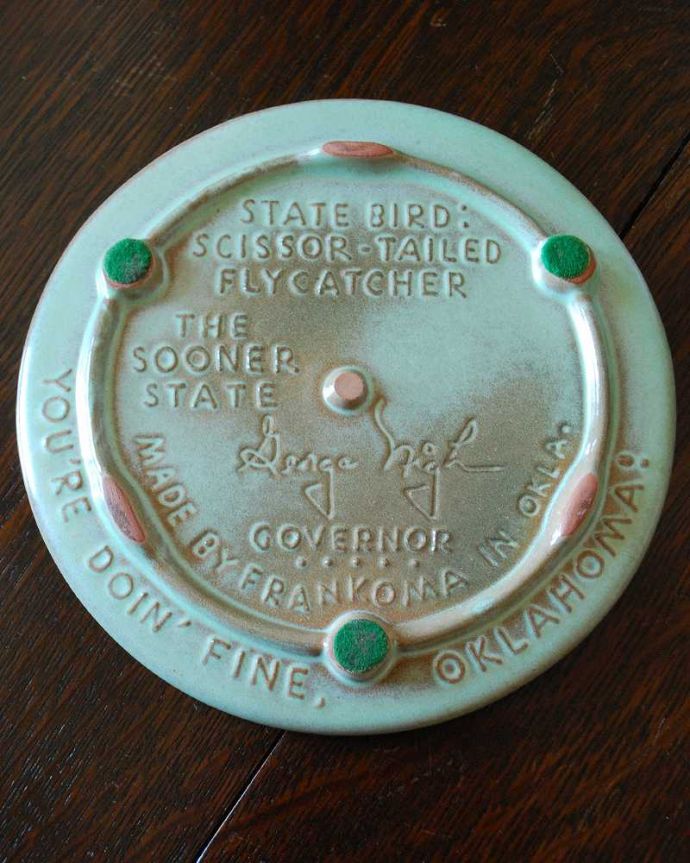 STATE BIRD:
SCISSOR-TAILED
FLYCATCHER
THE
SOONER
STATE
George Nigh
GOVERNOR
MADE BY FRANKOMA IN OKLA.
YOU'RE DOIN' FINE, OKLAHOMA!